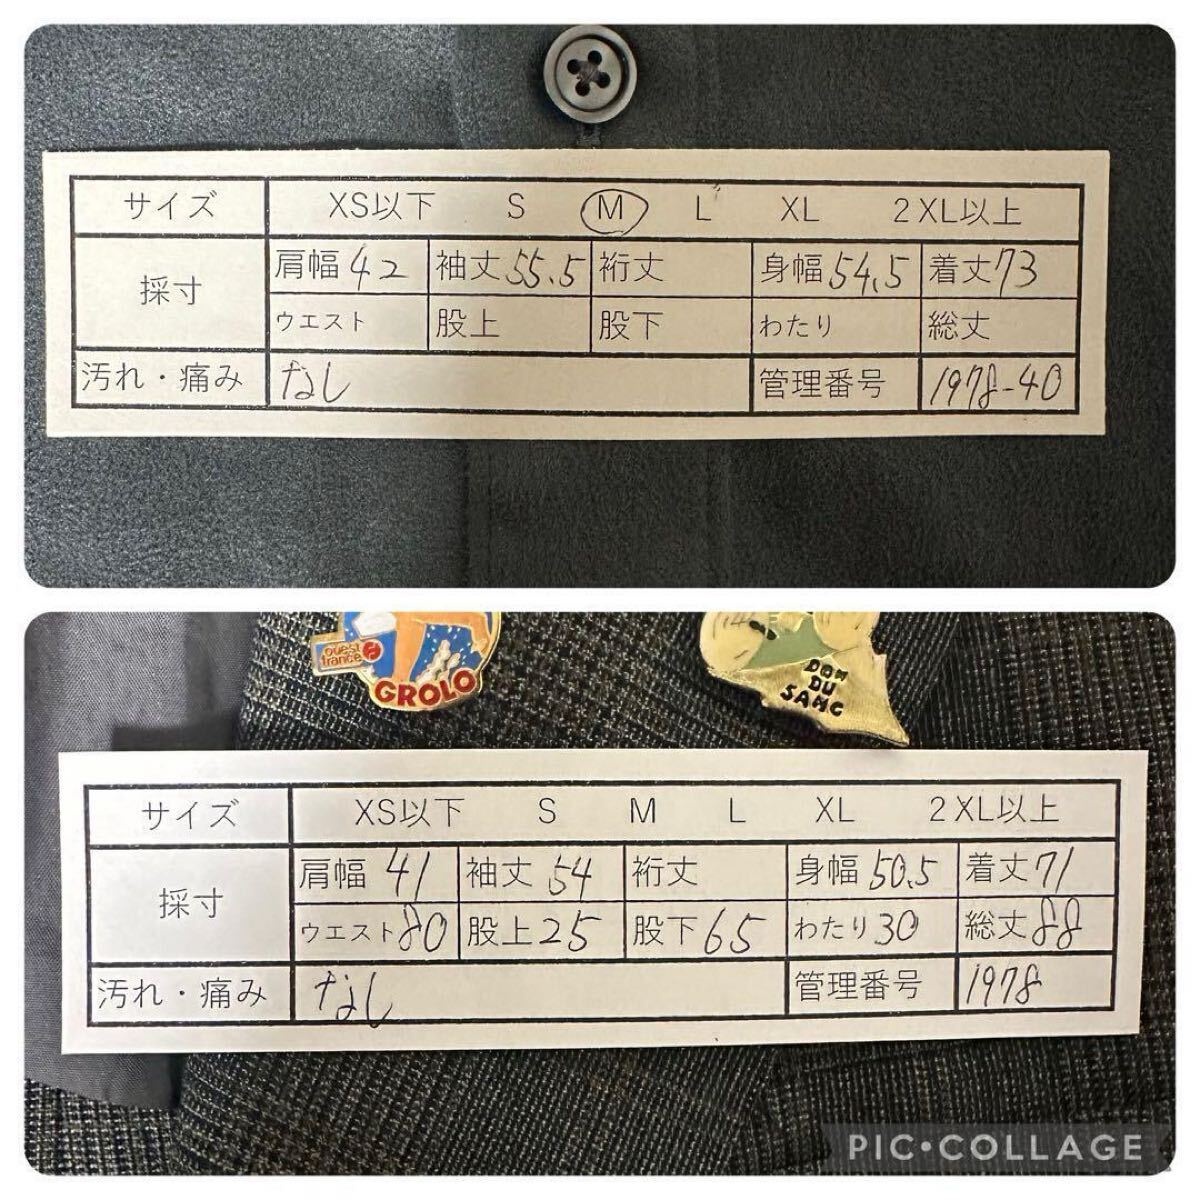 サイズ XS以下 S M L XL 2XL以上
採寸 肩幅 42 袖丈 55.5 裄丈 身幅 54.5 着丈 73
ウエスト 股上 股下 わたり 総丈
汚れ・痛み なし 管理番号 1978-40
ouest
france
GROLO
DON
DU
SANG
サイズ XS以下 S M L XL 2XL以上
採寸 肩幅 41 袖丈 54 裄丈 身幅 50.5 着丈 71
ウエスト 80 股上 25 股下 65 わたり 30 総丈 88
汚れ・痛み なし 管理番号 1978
PIC•COLLAGE